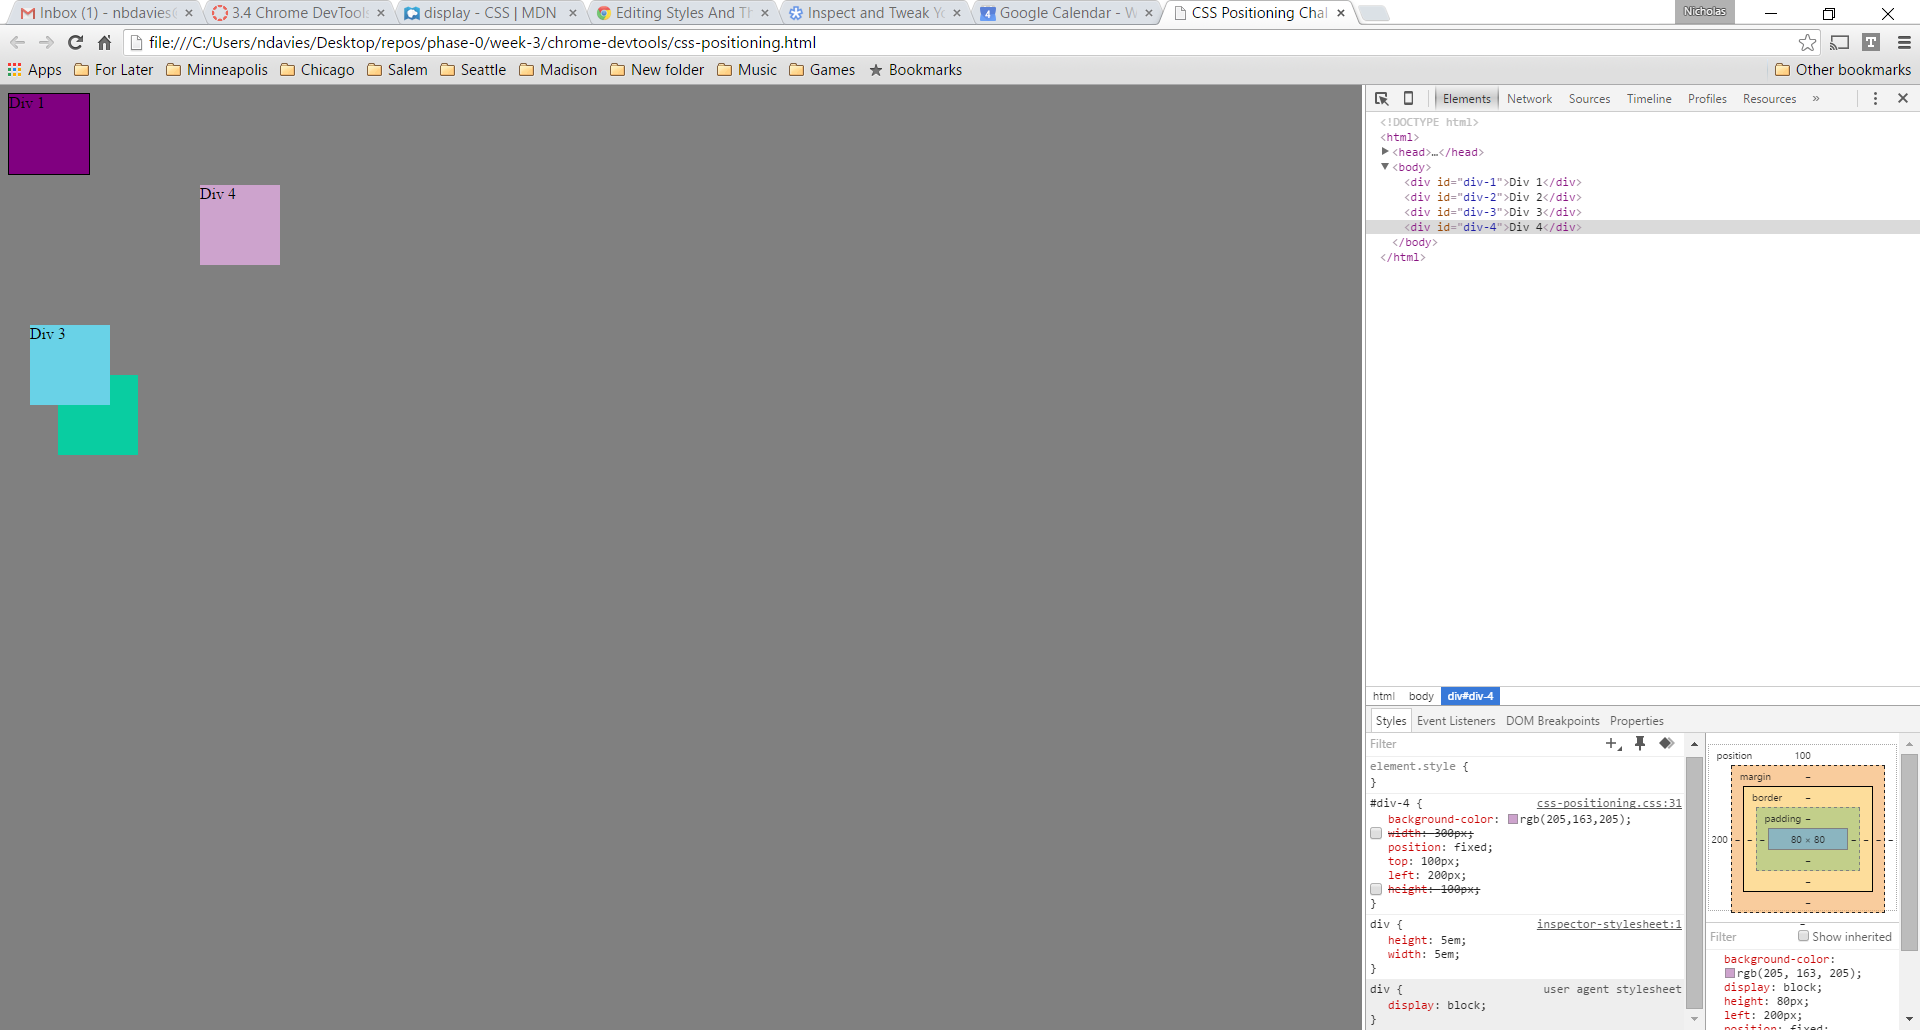 Inbox (1) - nbdavies
3.4 Chrome DevTools
display - CSS | MDN
Editing Styles And Th
Inspect and Tweak Yo
Google Calendar - W
CSS Positioning Chal
Nicholas
file:///C:/Users/ndavies/Desktop/repos/phase-0/week-3/chrome-devtools/css-positioning.html
Apps For Later Minneapolis Chicago Salem Seattle Madison New folder Music Games Bookmarks Other bookmarks
Div 1
Div 4
Div 3
Elements Network Sources Timeline Profiles Resources »
<!DOCTYPE html>
<html>
<head>…</head>
<body>
<div id="div-1">Div 1</div>
<div id="div-2">Div 2</div>
<div id="div-3">Div 3</div>
<div id="div-4">Div 4</div>
</body>
</html>
html body div#div-4
Styles Event Listeners DOM Breakpoints Properties
Filter
element.style {
}
#div-4 { css-positioning.css:31
background-color: rgb(205,163,205);
width: 300px;
position: fixed;
top: 100px;
left: 200px;
height: 100px;
}
div { inspector-stylesheet:1
height: 5em;
width: 5em;
}
div { user agent stylesheet
display: block;
}
position 100
margin –
border –
padding –
200 – – – 80 × 80 – – – –
–
–
–
–
Filter Show inherited
background-color:
rgb(205, 163, 205);
display: block;
height: 80px;
left: 200px;
position: fixed;